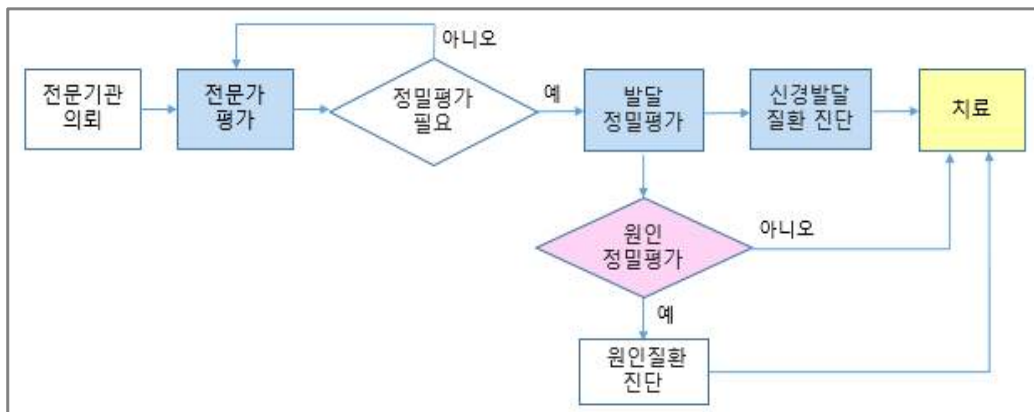 아니오
전문기관
의뢰
전문가
평가
정밀평가
필요
예
발달
정밀평가
신경발달
질환 진단
치료
원인
정밀평가
아니오
예
원인질환
진단